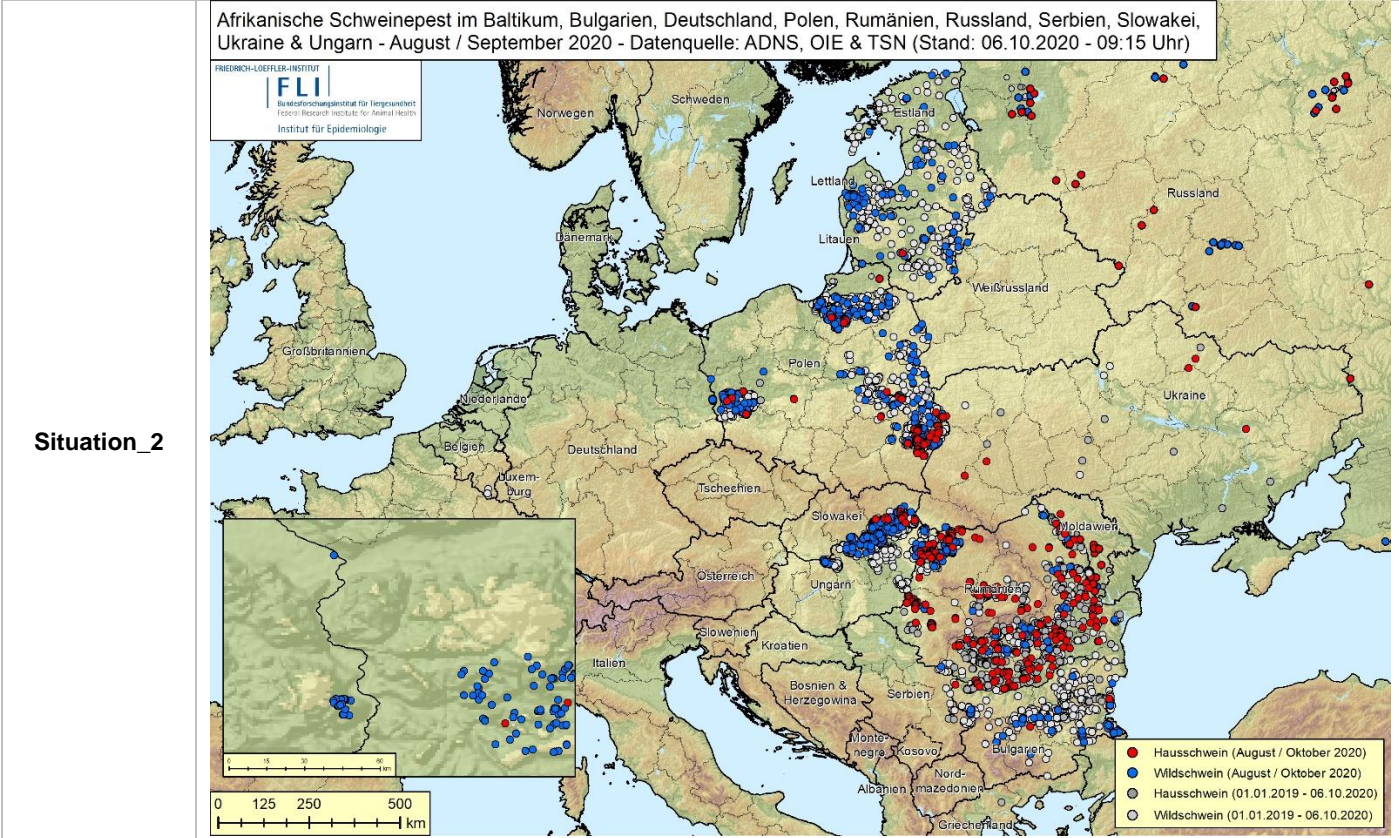 Situation_2
Afrikanische Schweinepest im Baltikum, Bulgarien, Deutschland, Polen, Rumänien, Russland, Serbien, Slowakei,
Ukraine & Ungarn - August / September 2020 - Datenquelle: ADNS, OIE & TSN (Stand: 06.10.2020 - 09:15 Uhr)
FRIEDRICH-LOEFFLER-INSTITUT
FLI
Bundesforschungsinstitut für Tiergesundheit
Federal Research Institute for Animal Health
Institut für Epidemiologie
Norwegen
Schweden
Estland
Lettland
Russland
Dänemark
Litauen
Weißrussland
Großbritannien
Polen
Niederlande
Ukraine
Belgien
Deutschland
Luxem-
burg
Tschechien
Slowakei
Moldawien
Österreich
Ungarn
Rumänien
Slowenien
Kroatien
Italien
Bosnien &
Herzegowina
Serbien
Monte-
negro
Kosovo
Bulgarien
Nord-
mazedonien
Albanien
Griechenland
0 15 30 60
km
0 125 250 500
km
Hausschwein (August / Oktober 2020)
Wildschwein (August / Oktober 2020)
Hausschwein (01.01.2019 - 06.10.2020)
Wildschwein (01.01.2019 - 06.10.2020)